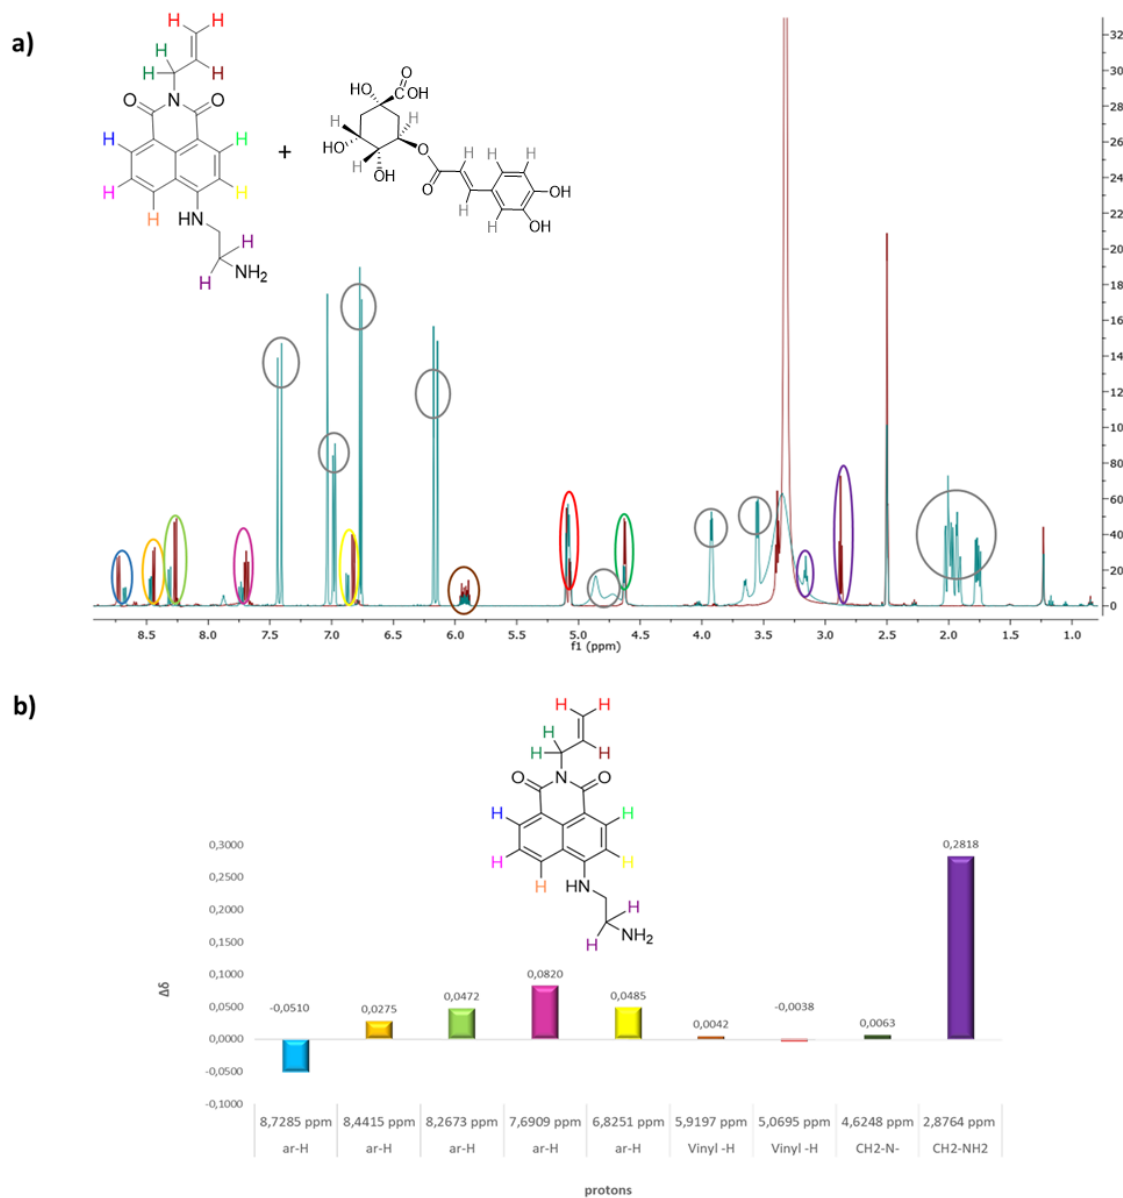 a)
H H
H
H H
N
O O
H H
H H
H
HN
H
H
NH2
+
HO
O
OH
H
H
HO
H
OH
O
O
H
H
H H
H
OH
OH
32
30
28
26
24
22
20
18
16
14
12
10
80
60
40
20
0
8.5 8.0 7.5 7.0 6.5 6.0 5.5 5.0 4.5 4.0 3.5 3.0 2.5 2.0 1.5 1.0
f1 (ppm)
b)
H H
H
H H
N
O O
H H
H H
H
HN
H
H
NH2
Δδ
0,3000
0,2500
0,2000
0,1500
0,1000
0,0500
0,0000
-0,0500
-0,1000
-0,0510 0,0275 0,0472 0,0820 0,0485 0,0042 -0,0038 0,0063 0,2818
8,7285 ppm 8,4415 ppm 8,2673 ppm 7,6909 ppm 6,8251 ppm 5,9197 ppm 5,0695 ppm 4,6248 ppm 2,8764 ppm
ar-H ar-H ar-H ar-H ar-H Vinyl -H Vinyl -H CH2-N- CH2-NH2
protons